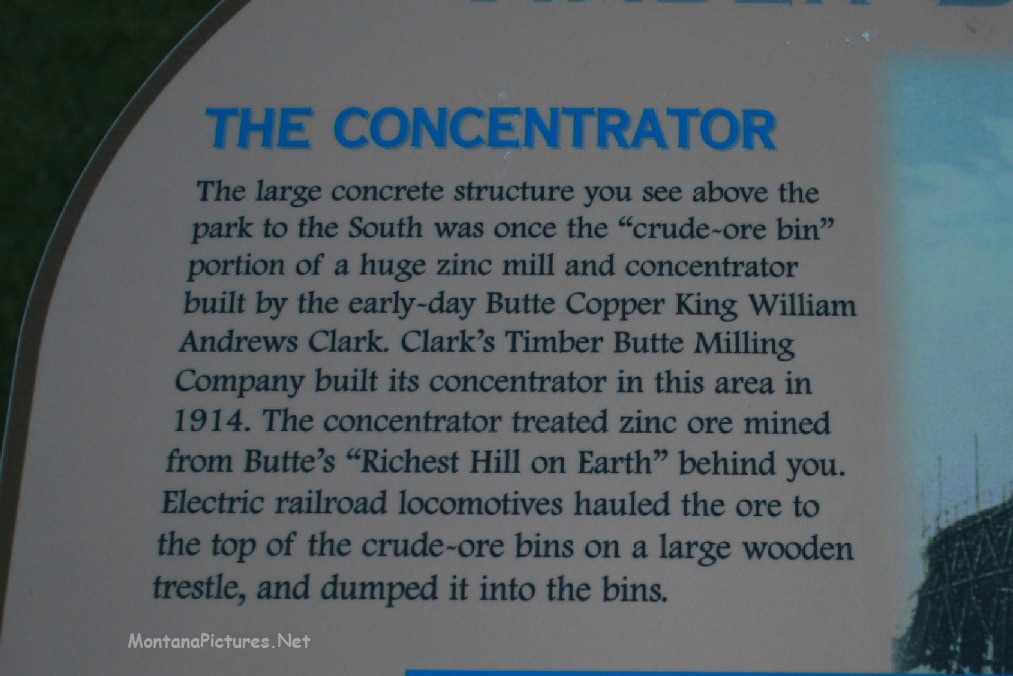 THE CONCENTRATOR
The large concrete structure you see above the
park to the South was once the “crude-ore bin”
portion of a huge zinc mill and concentrator
built by the early-day Butte Copper King William
Andrews Clark. Clark’s Timber Butte Milling
Company built its concentrator in this area in
1914. The concentrator treated zinc ore mined
from Butte’s “Richest Hill on Earth” behind you.
Electric railroad locomotives hauled the ore to
the top of the crude-ore bins on a large wooden
trestle, and dumped it into the bins.
MontanaPictures.Net